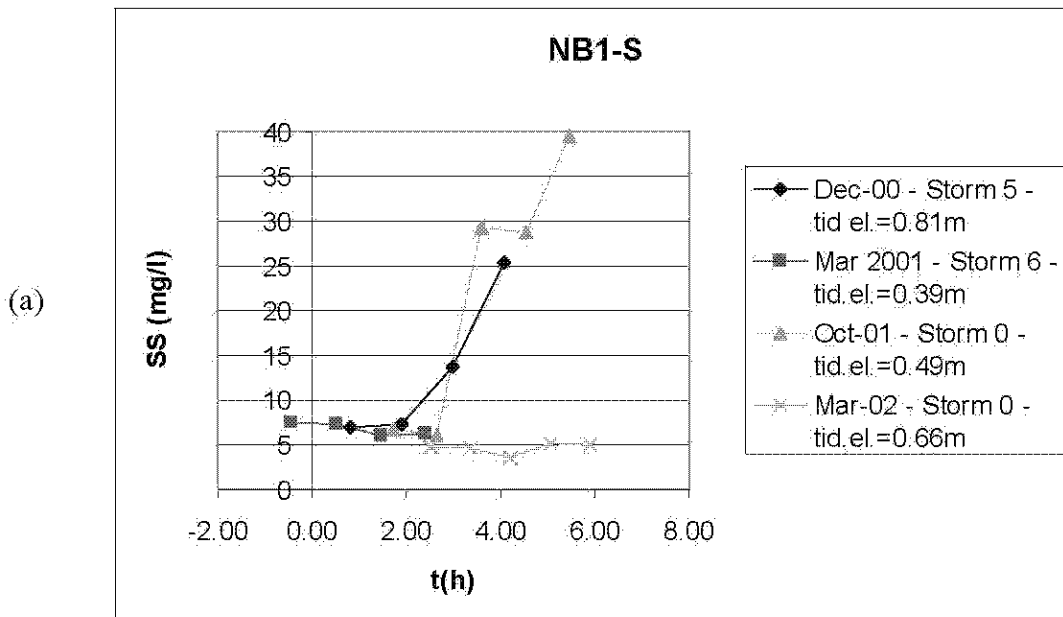 NB1-S
(a)
SS (mg/l)
40
35
30
25
20
15
10
5
0
-2.00 0.00 2.00 4.00 6.00 8.00
t(h)
Dec-00 - Storm 5 -
tid el.=0.81m
Mar 2001 - Storm 6 -
tid.el.=0.39m
Oct-01 - Storm 0 -
tid.el.=0.49m
Mar-02 - Storm 0 -
tid.el.=0.66m